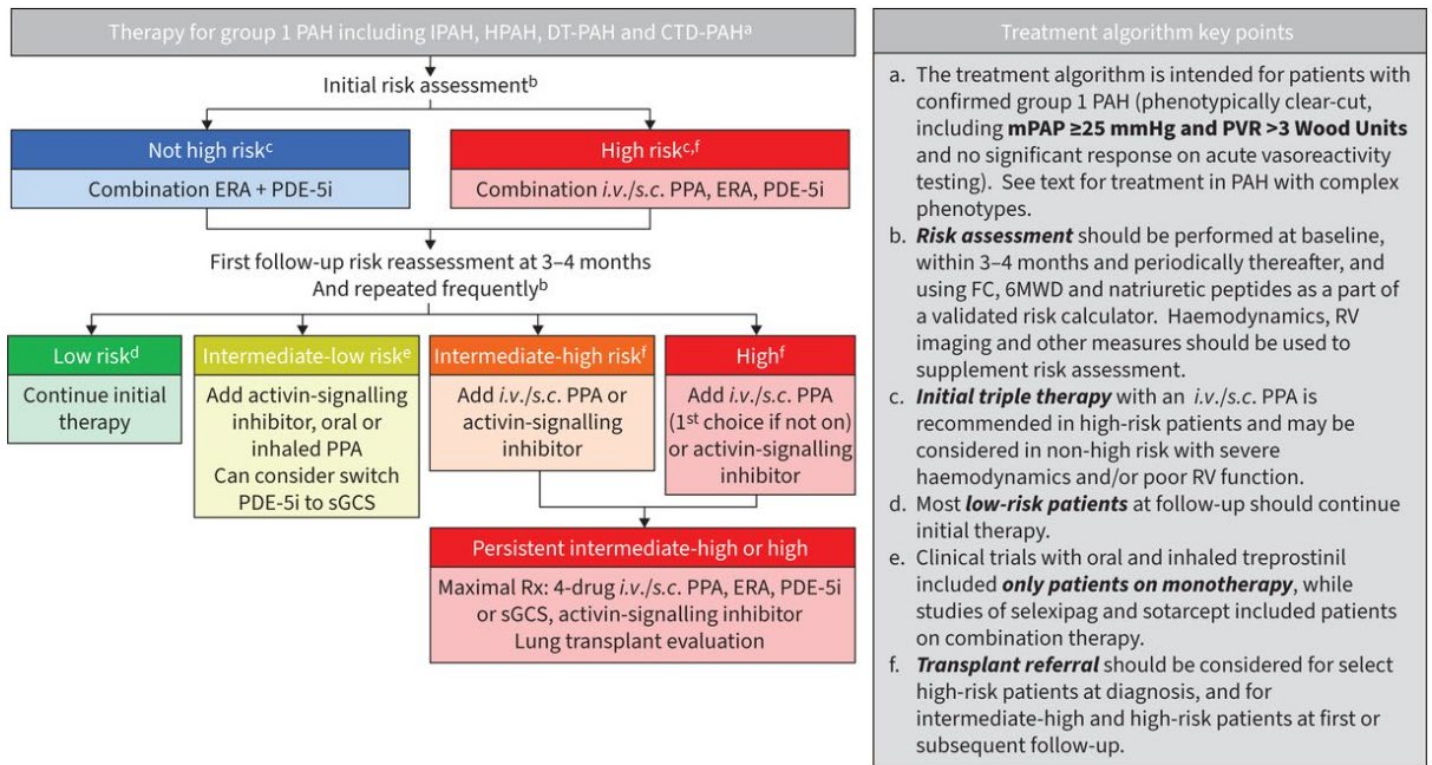 Therapy for group 1 PAH including IPAH, HPAH, DT-PAH and CTD-PAHa
Initial risk assessmentb
Not high riskc
Combination ERA + PDE-5i
High riskc,f
Combination i.v./s.c. PPA, ERA, PDE-5i
First follow-up risk reassessment at 3–4 months
And repeated frequentlyb
Low riskd
Continue initial
therapy
Intermediate-low riske
Add activin-signalling
inhibitor, oral or
inhaled PPA
Can consider switch
PDE-5i to sGCS
Intermediate-high riskf
Add i.v./s.c. PPA or
activin-signalling
inhibitor
Highf
Add i.v./s.c. PPA
(1st choice if not on)
or activin-signalling
inhibitor
Persistent intermediate-high or high
Maximal Rx: 4-drug i.v./s.c. PPA, ERA, PDE-5i
or sGCS, activin-signalling inhibitor
Lung transplant evaluation
Treatment algorithm key points
a. The treatment algorithm is intended for patients with
confirmed group 1 PAH (phenotypically clear-cut,
including mPAP ≥25 mmHg and PVR >3 Wood Units
and no significant response on acute vasoreactivity
testing). See text for treatment in PAH with complex
phenotypes.
b. Risk assessment should be performed at baseline,
within 3–4 months and periodically thereafter, and
using FC, 6MWD and natriuretic peptides as a part of
a validated risk calculator. Haemodynamics, RV
imaging and other measures should be used to
supplement risk assessment.
c. Initial triple therapy with an i.v./s.c. PPA is
recommended in high-risk patients and may be
considered in non-high risk with severe
haemodynamics and/or poor RV function.
d. Most low-risk patients at follow-up should continue
initial therapy.
e. Clinical trials with oral and inhaled treprostinil
included only patients on monotherapy, while
studies of selexipag and sotarcept included patients
on combination therapy.
f. Transplant referral should be considered for select
high-risk patients at diagnosis, and for
intermediate-high and high-risk patients at first or
subsequent follow-up.